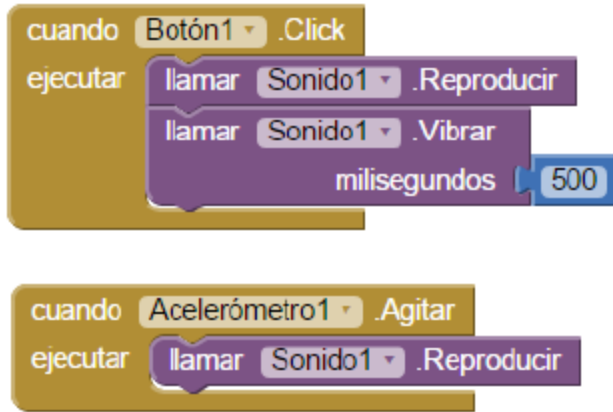 cuando Botón1 .Click
ejecutar llamar Sonido1 .Reproducir
llamar Sonido1 .Vibrar
milisegundos 500
cuando Acelerómetro1 .Agitar
ejecutar llamar Sonido1 .Reproducir